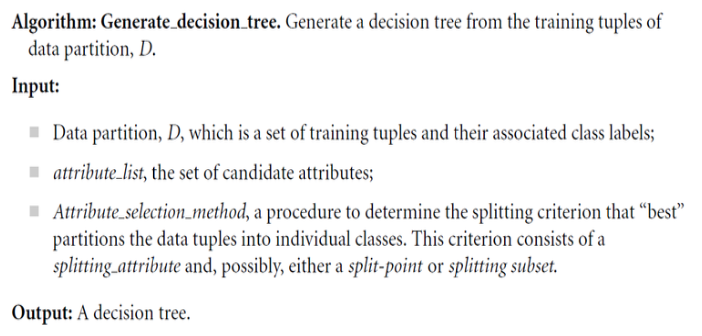 Algorithm: Generate_decision_tree. Generate a decision tree from the training tuples of
data partition, D.
Input:
Data partition, D, which is a set of training tuples and their associated class labels;
attribute_list, the set of candidate attributes;
Attribute_selection_method, a procedure to determine the splitting criterion that “best”
partitions the data tuples into individual classes. This criterion consists of a
splitting_attribute and, possibly, either a split-point or splitting subset.
Output: A decision tree.